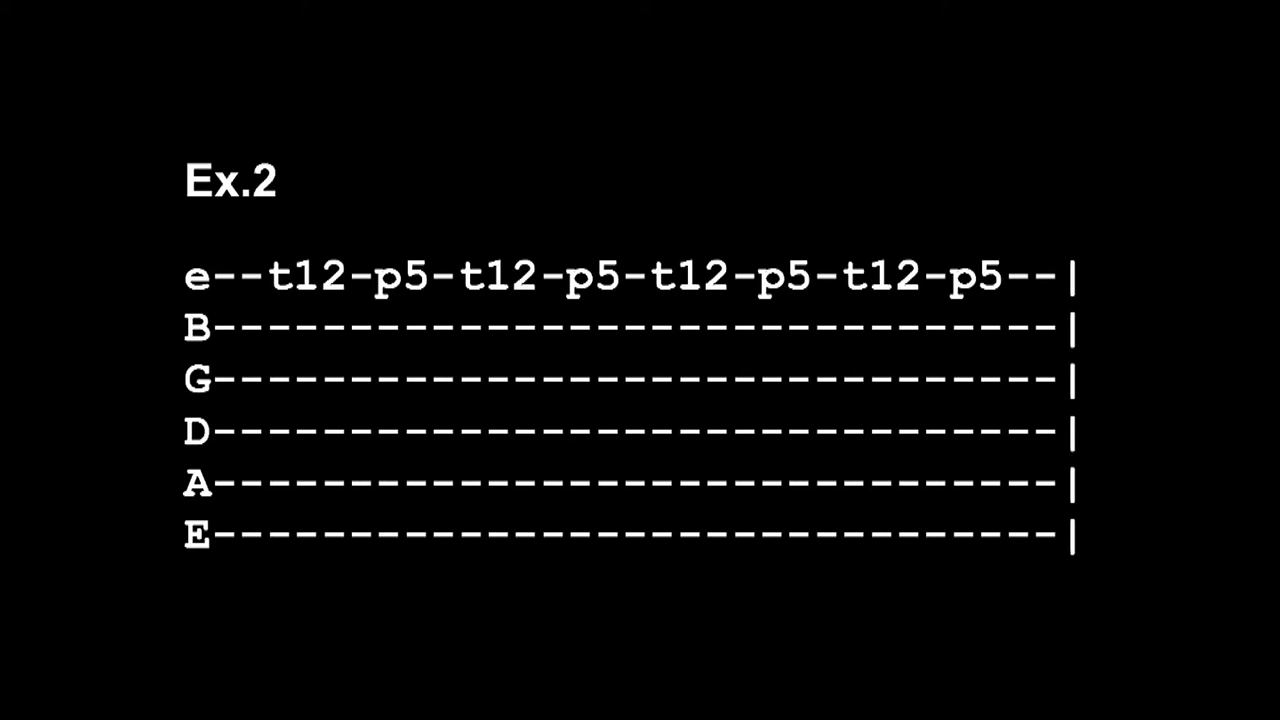 Ex.2
e--t12-p5-t12-p5-t12-p5-t12-p5--|
B-------------------------------|
G-------------------------------|
D-------------------------------|
A-------------------------------|
E-------------------------------|